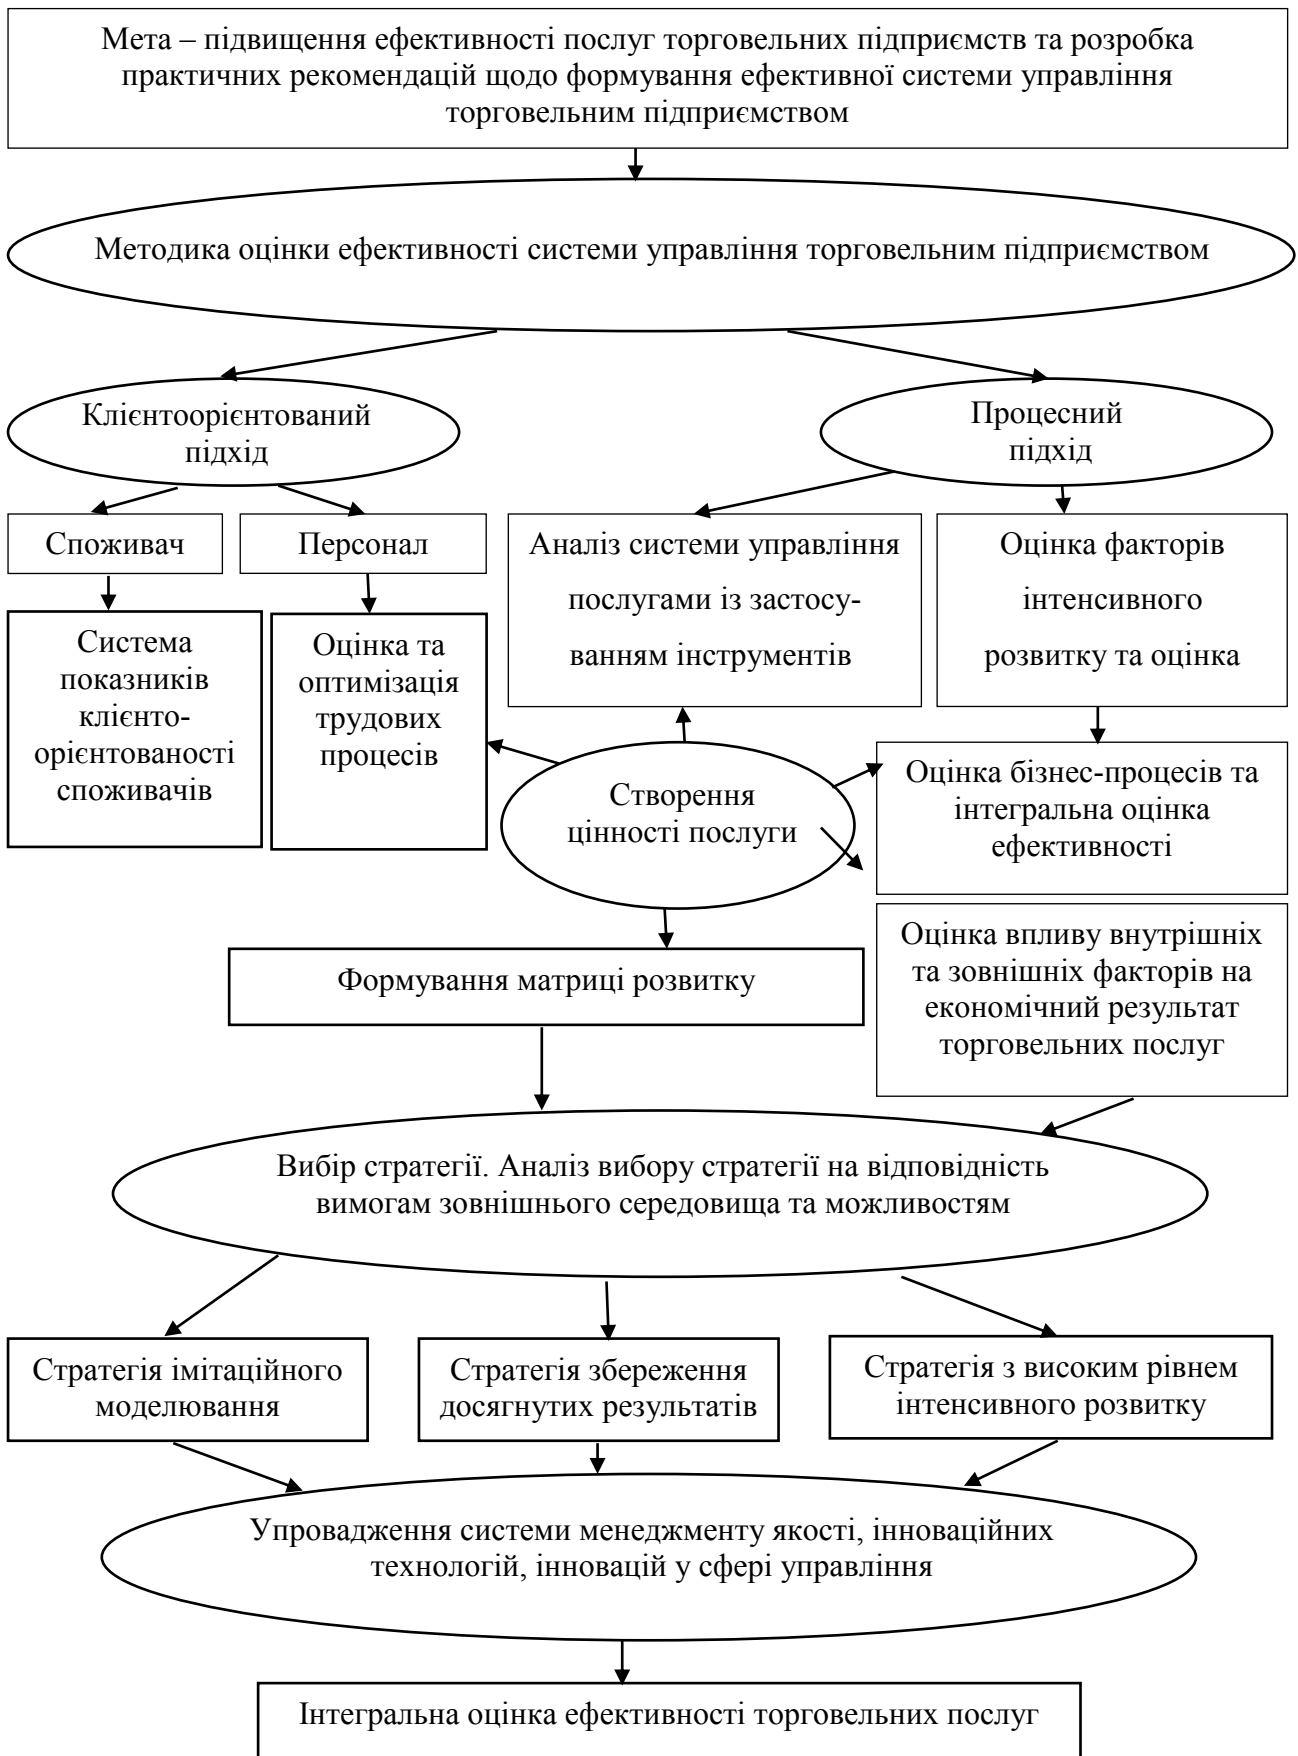 Мета – підвищення ефективності послуг торговельних підприємств та розробка
практичних рекомендацій щодо формування ефективної системи управління
торговельним підприємством
Методика оцінки ефективності системи управління торговельним підприємством
Клієнтоорієнтований
підхід
Процесний
підхід
Споживач
Персонал
Аналіз системи управління
послугами із застосу-
ванням інструментів
Оцінка факторів
інтенсивного
розвитку та оцінка
Система
показників
клієнто-
орієнтованості
споживачів
Оцінка та
оптимізація
трудових
процесів
Створення
цінності послуги
Оцінка бізнес-процесів та
інтегральна оцінка
ефективності
Формування матриці розвитку
Оцінка впливу внутрішніх
та зовнішніх факторів на
економічний результат
торговельних послуг
Вибір стратегії. Аналіз вибору стратегії на відповідність
вимогам зовнішнього середовища та можливостям
Стратегія імітаційного
моделювання
Стратегія збереження
досягнутих результатів
Стратегія з високим рівнем
інтенсивного розвитку
Упровадження системи менеджменту якості, інноваційних
технологій, інновацій у сфері управління
Інтегральна оцінка ефективності торговельних послуг